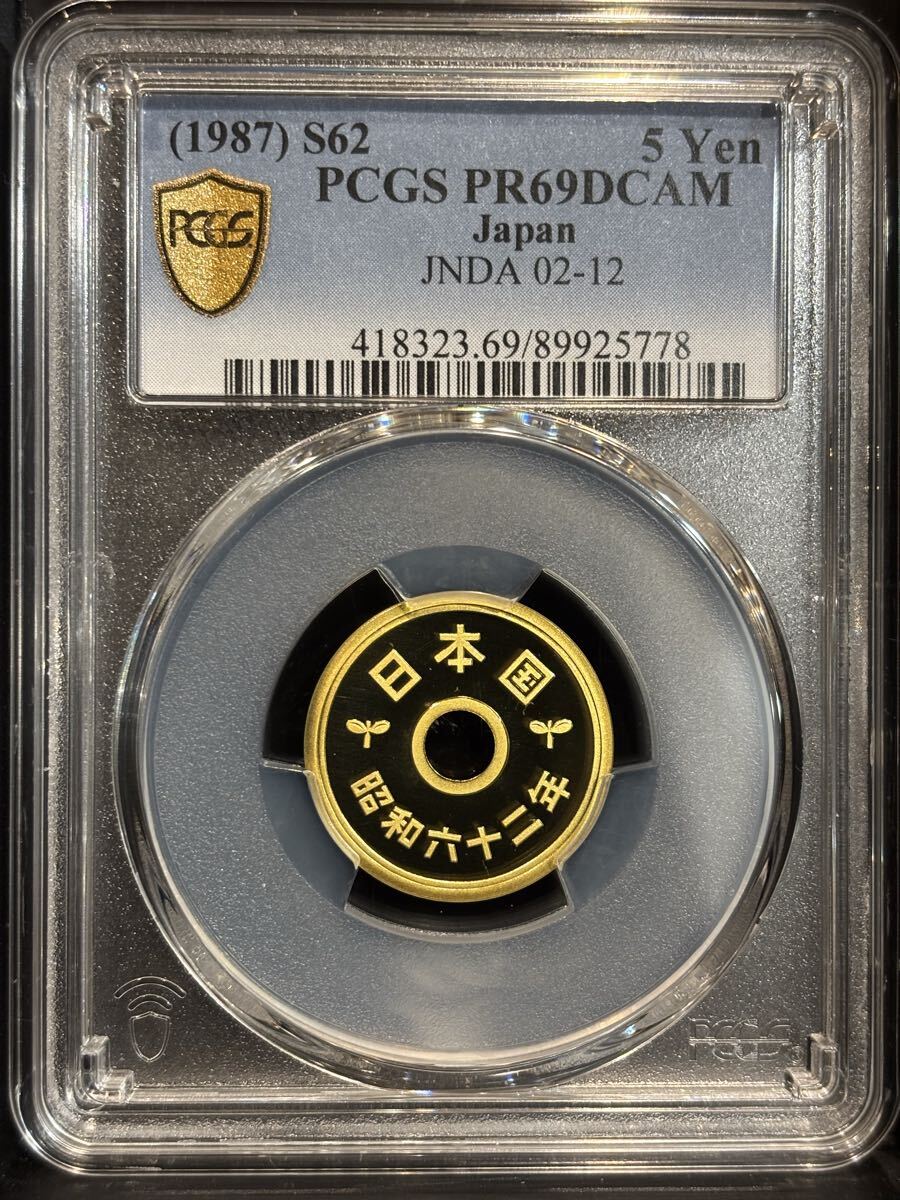 (1987) S62 5 Yen
PCGS PR69DCAM
Japan
JNDA 02-12
PCGS
418323.69/89925778
日本国
昭和六十二年
PCGS